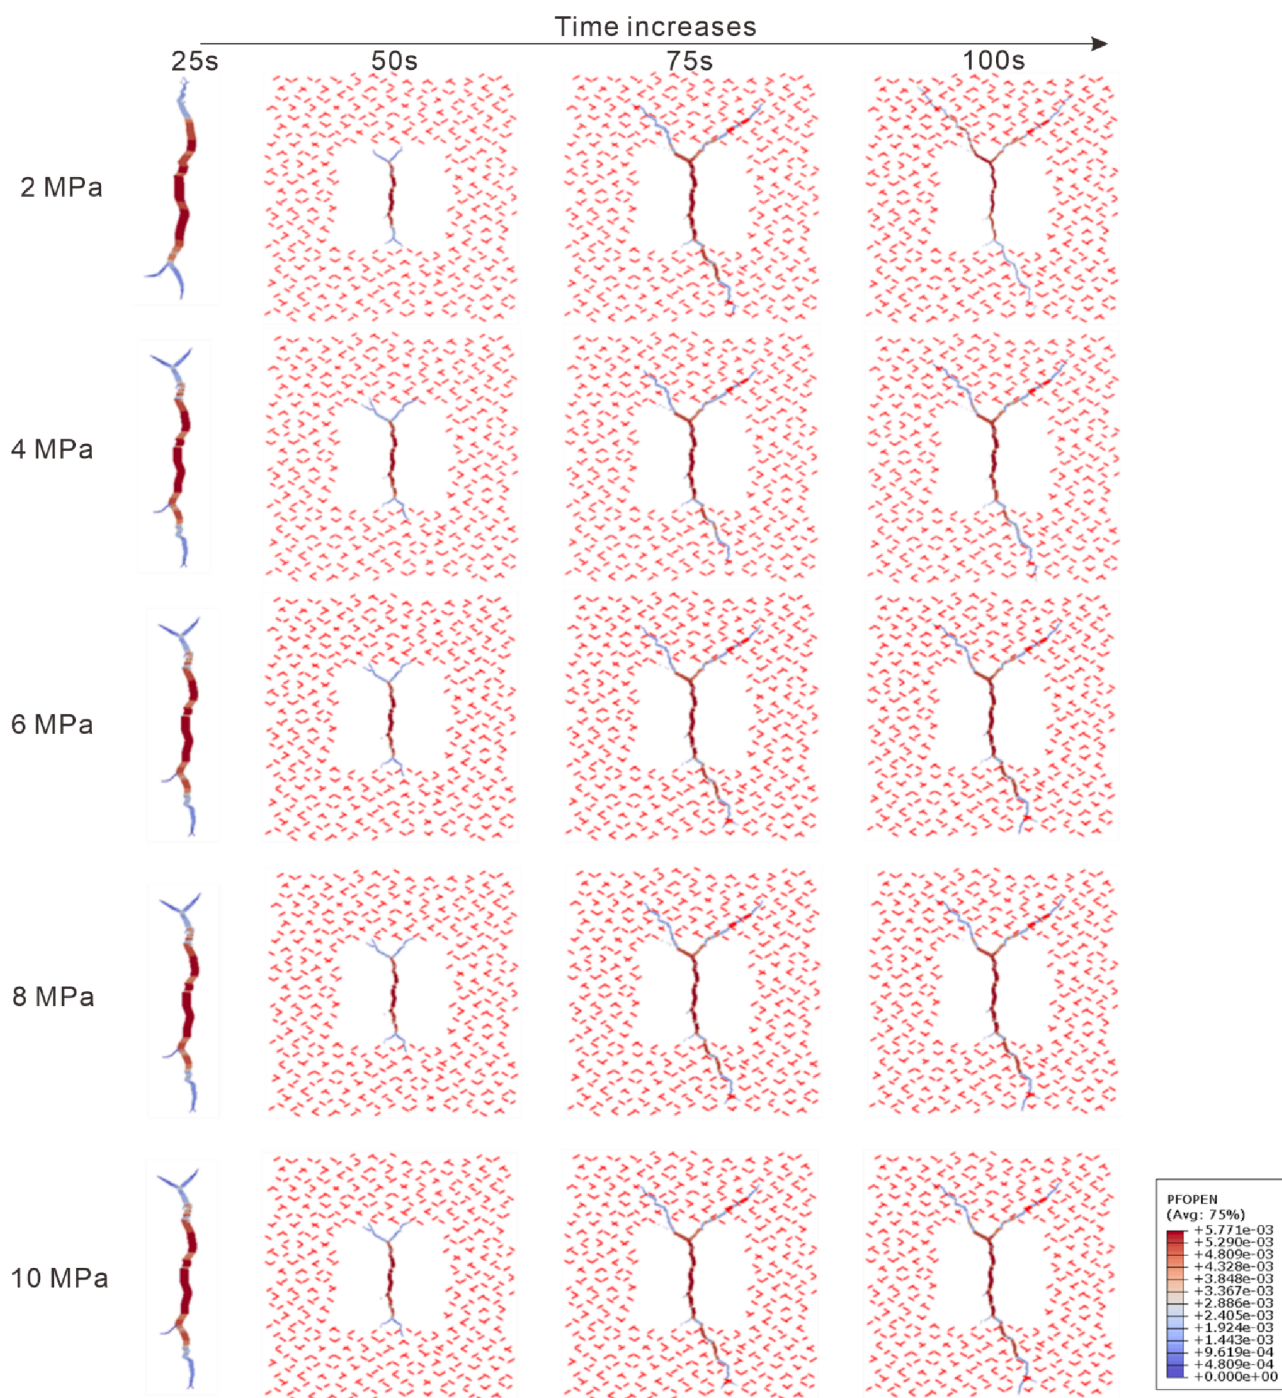 Time increases
25s 50s 75s 100s
2 MPa
4 MPa
6 MPa
8 MPa
10 MPa
PFOPEN
(Avg: 75%)
+5.771e-03
+5.290e-03
+4.809e-03
+4.328e-03
+3.848e-03
+3.367e-03
+2.886e-03
+2.405e-03
+1.924e-03
+1.443e-03
+9.619e-04
+4.809e-04
+0.000e+00